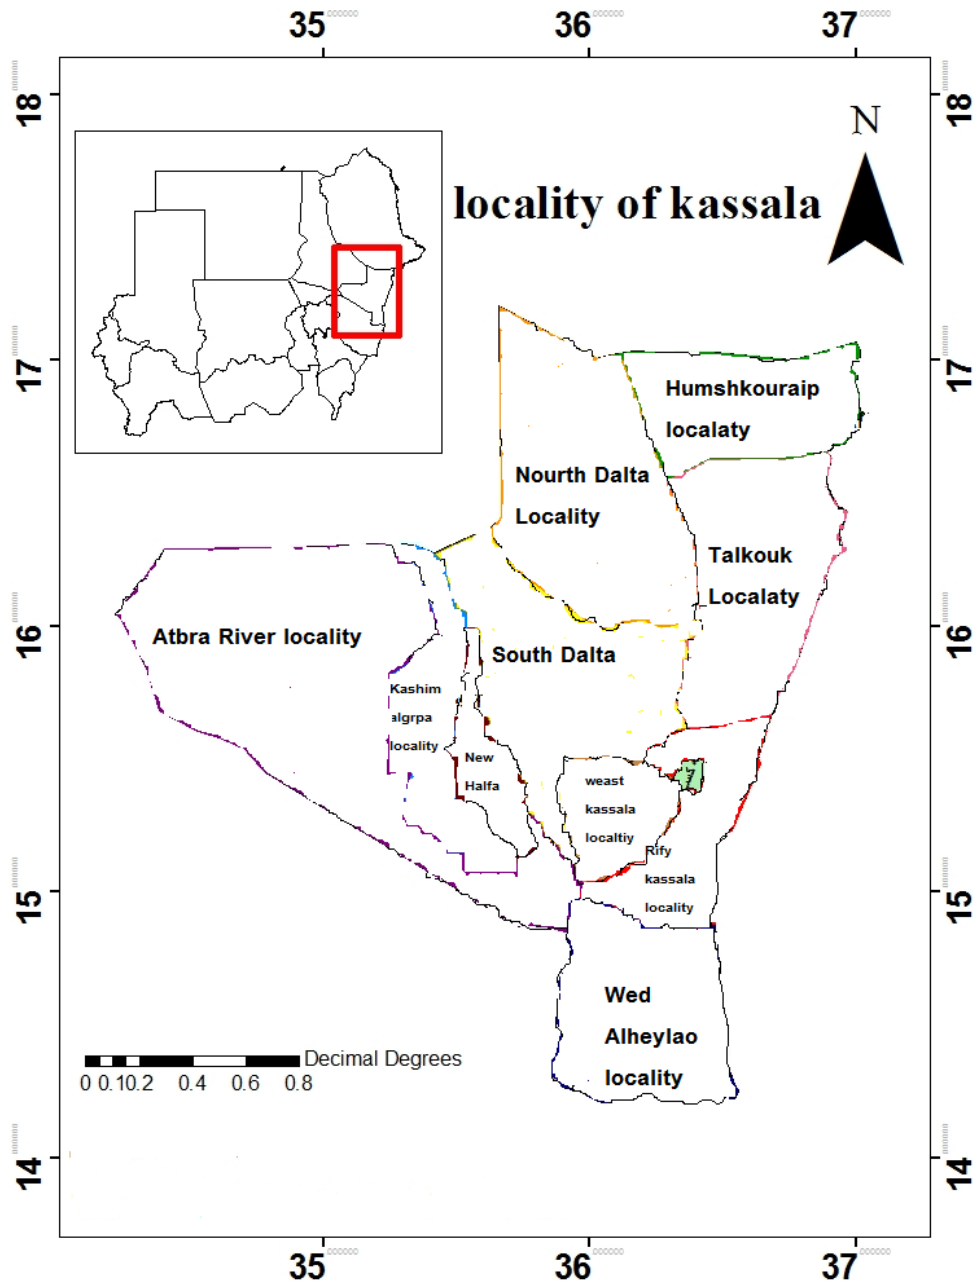 35 36 37
18
18
N
locality of kassala
17
17
Humshkouraip
localaty
Nourth Dalta
Locality
Talkouk
Localaty
16
16
Atbra River locality
South Dalta
Kashim
algrpa
locality
New
Halfa
weast
kassala
localtiy
Rify
kassala
locality
15
15
Wed
Alheylao
locality
Decimal Degrees
0 0.10.2 0.4 0.6 0.8
14
14
35 36 37